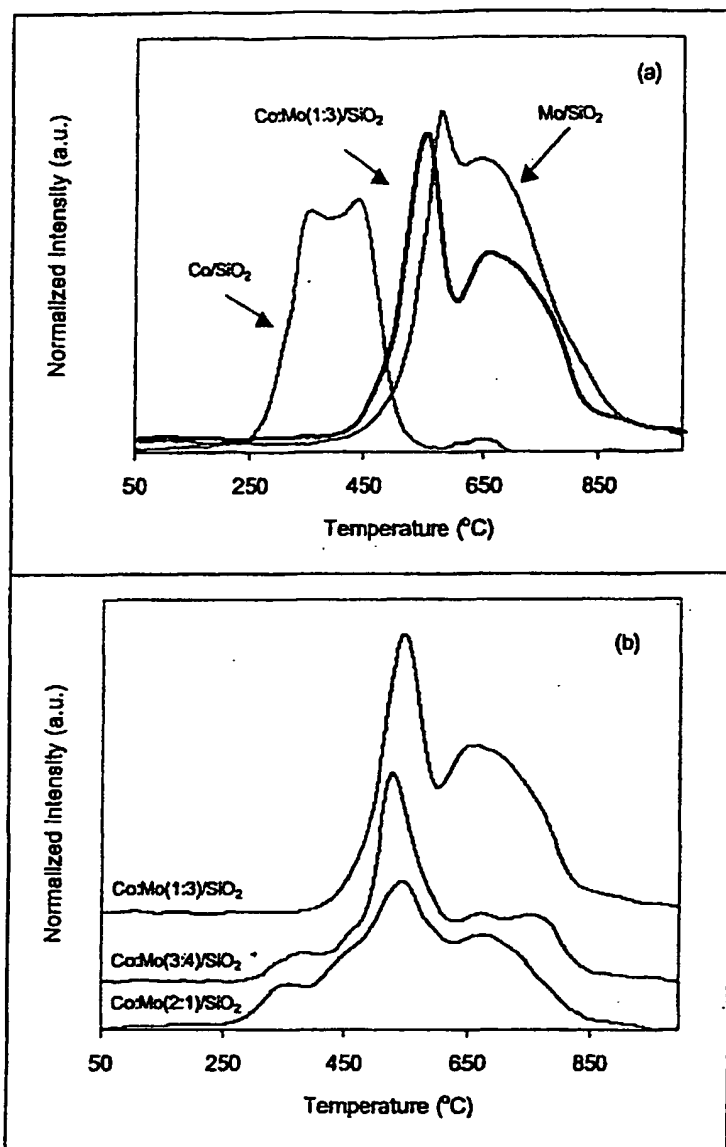 (a)
Normalized Intensity (a.u.)
Co:Mo(1:3)/SiO₂
Mo/SiO₂
Co/SiO₂
50 250 450 650 850
Temperature (°C)
(b)
Normalized Intensity (a.u.)
Co:Mo(1:3)/SiO₂
Co:Mo(3:4)/SiO₂
Co:Mo(2:1)/SiO₂
50 250 450 650 850
Temperature (°C)